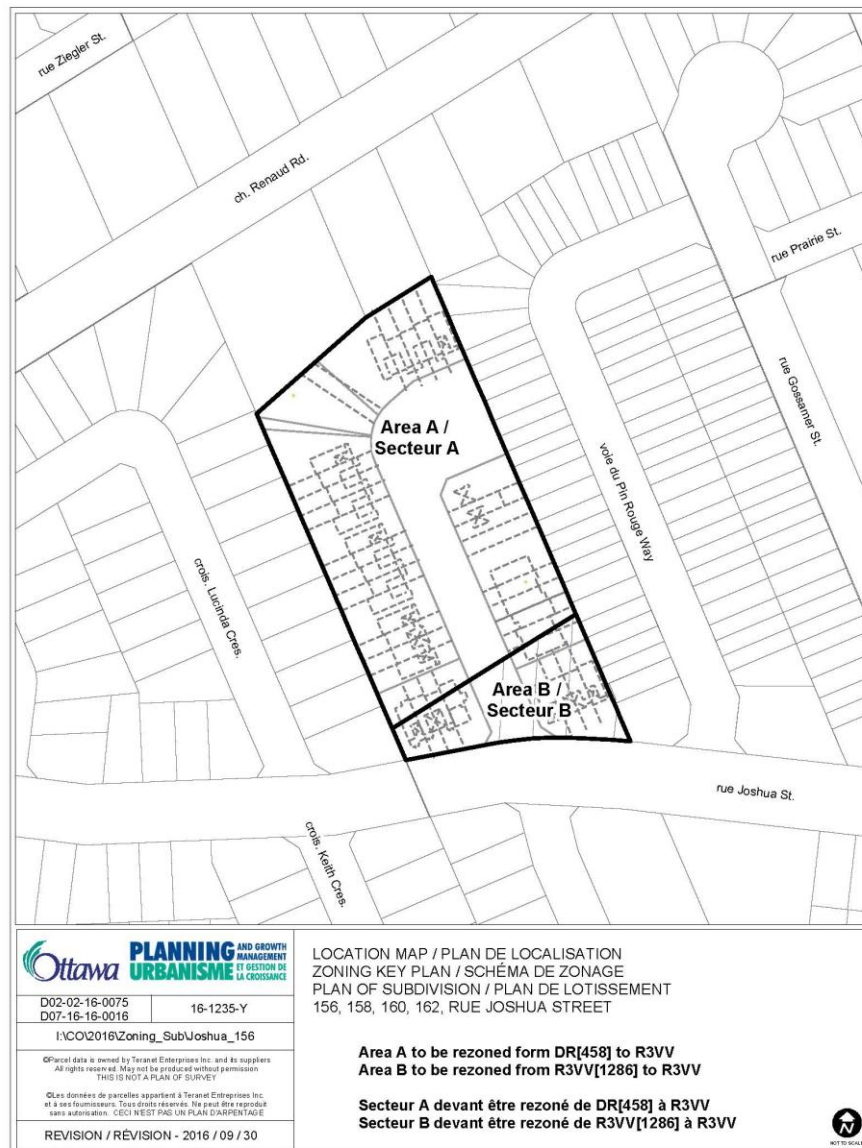 rue Ziegler St.
ch. Renaud Rd.
rue Prairie St.
rue Gossamer St.
voie du Pin Rouge Way
Area A /
Secteur A
crois. Lucinda Cres.
Area B /
Secteur B
rue Joshua St.
crois. Keith Cres.
Ottawa
PLANNING AND GROWTH MANAGEMENT
URBANISME ET GESTION DE LA CROISSANCE
D02-02-16-0075
D07-16-16-0016
16-1235-Y
I:\CO\2016\Zoning_Sub\Joshua_156
©Parcel data is owned by Teranet Enterprises Inc. and its suppliers
All rights reserved. May not be produced without permission
THIS IS NOT A PLAN OF SURVEY
©Les données de parcelles appartient à Teranet Entreprises Inc.
et à ses fournisseurs. Tous droits réservés. Ne peut être reproduit
sans autorisation. CECI N'EST PAS UN PLAN D'ARPENTAGE
REVISION / RÉVISION - 2016 / 09 / 30
LOCATION MAP / PLAN DE LOCALISATION
ZONING KEY PLAN / SCHÉMA DE ZONAGE
PLAN OF SUBDIVISION / PLAN DE LOTISSEMENT
156, 158, 160, 162, RUE JOSHUA STREET
Area A to be rezoned form DR[458] to R3VV
Area B to be rezoned from R3VV[1286] to R3VV
Secteur A devant être rezoné de DR[458] à R3VV
Secteur B devant être rezoné de R3VV[1286] à R3VV
N
NOT TO SCALE